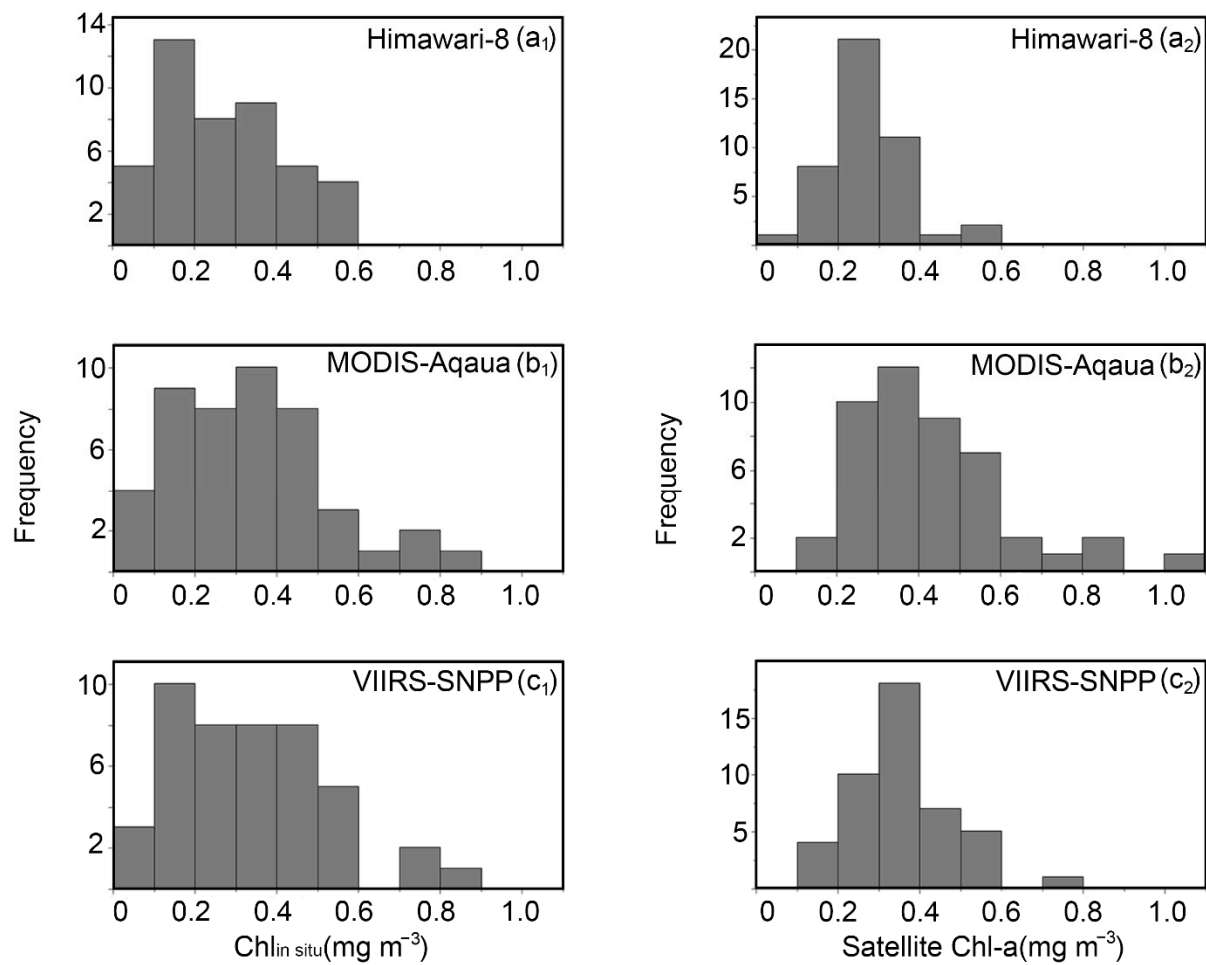 Himawari-8 (a₁)
14
10
6
2
0 0.2 0.4 0.6 0.8 1.0
Himawari-8 (a₂)
20
15
10
5
0 0.2 0.4 0.6 0.8 1.0
MODIS-Aqaua (b₁)
10
6
2
0 0.2 0.4 0.6 0.8 1.0
Frequency
MODIS-Aqaua (b₂)
10
6
2
0 0.2 0.4 0.6 0.8 1.0
Frequency
VIIRS-SNPP (c₁)
10
6
2
0 0.2 0.4 0.6 0.8 1.0
Chlin situ(mg m⁻³)
VIIRS-SNPP (c₂)
15
10
5
0 0.2 0.4 0.6 0.8 1.0
Satellite Chl-a(mg m⁻³)